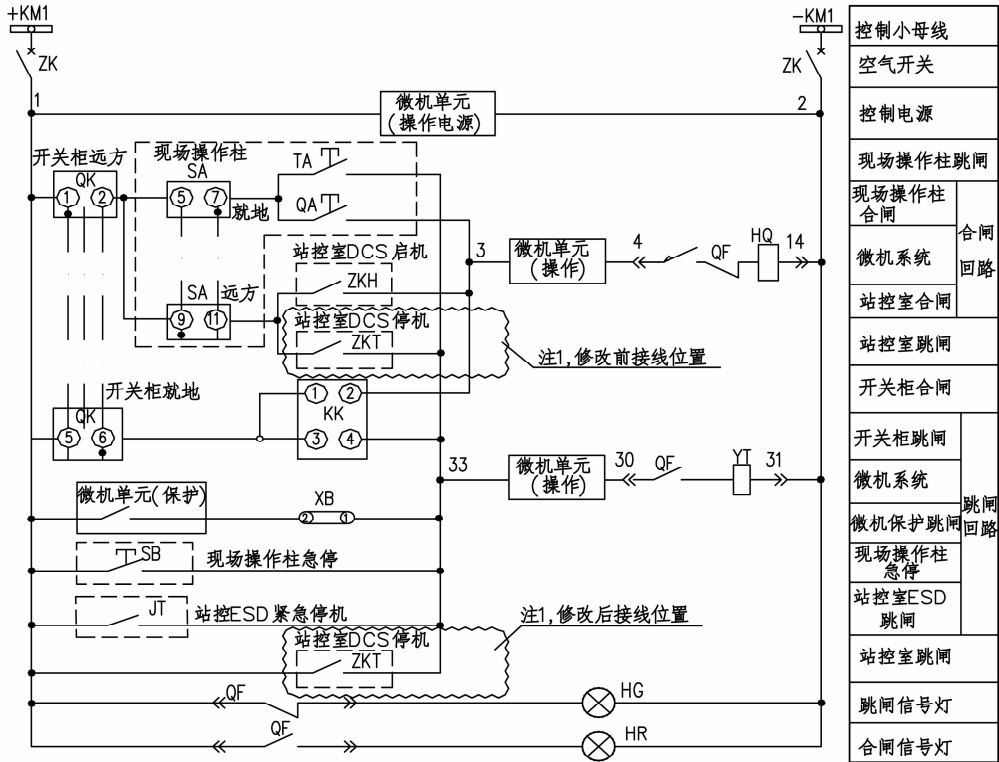 +KM1
-KM1
ZK
ZK
1
2
微机单元
(操作电源)
开关柜远方
QK
1 2
现场操作柱
SA
5 7
就地
TA
QA
站控室DCS启机
ZKH
SA 远方
9 11
站控室DCS停机
ZKT
注1,修改前接线位置
3
微机单元
(操作)
4
QF
HQ
14
开关柜就地
QK
5 6
1 2
KK
3 4
33
微机单元
(操作)
30
QF
YT
31
微机单元(保护)
XB
2 1
SB
现场操作柱急停
JT
站控ESD紧急停机
站控室DCS停机
ZKT
注1,修改后接线位置
QF
HG
QF
HR
控制小母线
空气开关
控制电源
现场操作柱跳闸
现场操作柱
合闸
微机系统
站控室合闸
合闸
回路
站控室跳闸
开关柜合闸
开关柜跳闸
微机系统
微机保护跳闸
现场操作柱
急停
站控室ESD
跳闸
跳闸
回路
站控室跳闸
跳闸信号灯
合闸信号灯